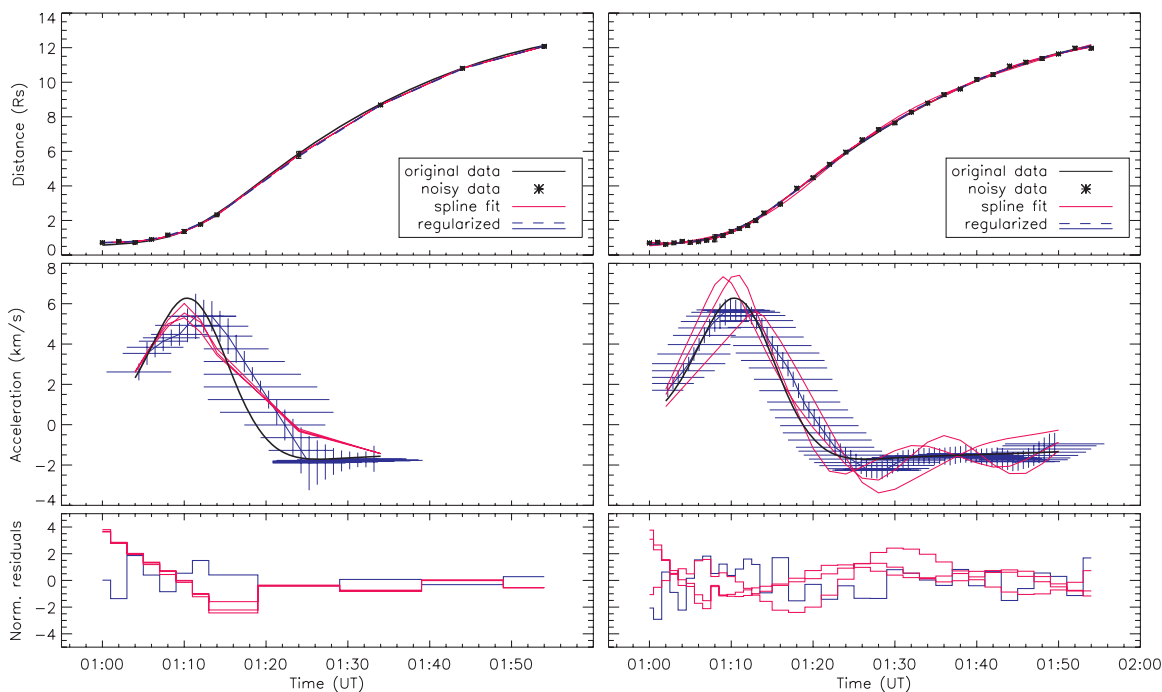 14
12
10
8
6
4
2
0
Distance (Rs)
original data
noisy data
spline fit
regularized
original data
noisy data
spline fit
regularized
8
6
4
2
0
−2
−4
Acceleration (km/s)
4
2
0
−2
−4
Norm. residuals
01:00 01:10 01:20 01:30 01:40 01:50
01:00 01:10 01:20 01:30 01:40 01:50 02:00
Time (UT)
Time (UT)